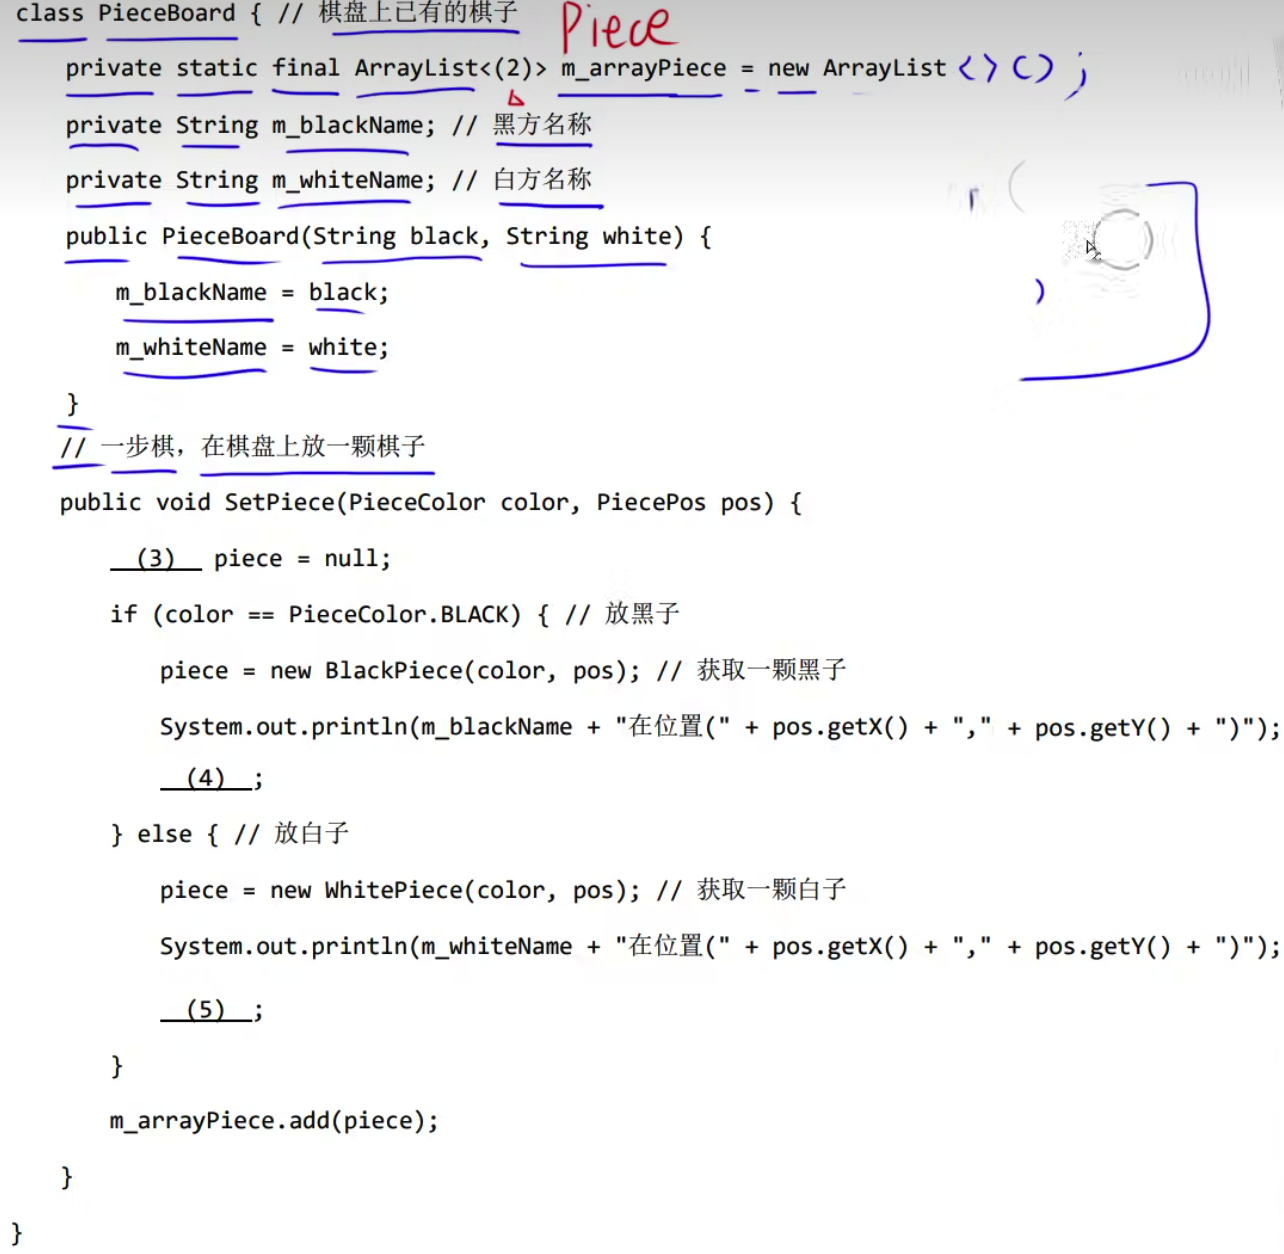 class PieceBoard { // 棋盘上已有的棋子
Piece
private static final ArrayList<(2)> m_arrayPiece = new ArrayList <> () ;
private String m_blackName; // 黑方名称
private String m_whiteName; // 白方名称
public PieceBoard(String black, String white) {
m_blackName = black;
m_whiteName = white;
}
// 一步棋，在棋盘上放一颗棋子
public void SetPiece(PieceColor color, PiecePos pos) {
(3) piece = null;
if (color == PieceColor.BLACK) { // 放黑子
piece = new BlackPiece(color, pos); // 获取一颗黑子
System.out.println(m_blackName + "在位置(" + pos.getX() + "," + pos.getY() + ")");
(4) ;
} else { // 放白子
piece = new WhitePiece(color, pos); // 获取一颗白子
System.out.println(m_whiteName + "在位置(" + pos.getX() + "," + pos.getY() + ")");
(5) ;
}
m_arrayPiece.add(piece);
}
}